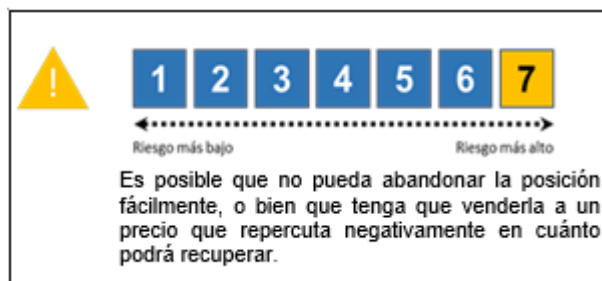 !
1 2 3 4 5 6 7
Riesgo más bajo Riesgo más alto
Es posible que no pueda abandonar la posición
fácilmente, o bien que tenga que venderla a un
precio que repercuta negativamente en cuánto
podrá recuperar.